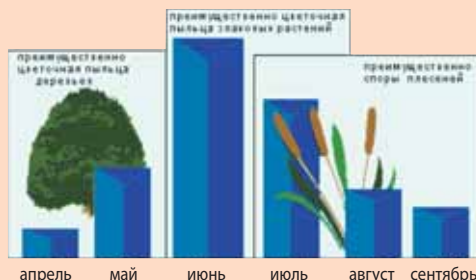 преимущественно цветочная
пыльца злаковых растений
преимущественно
цветочная пыльца
деревьев
преимущественно
споры плесеней
апрель май июнь июль август сентябрь